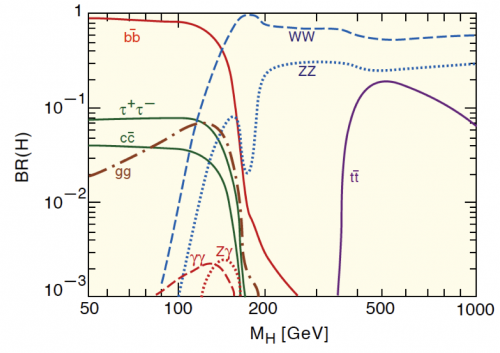 1
bb̄
WW
ZZ
10⁻¹
τ⁺τ⁻
cc̄
gg
tt̄
BR(H)
10⁻²
γγ
Zγ
10⁻³
50 100 200 500 1000
M_H [GeV]